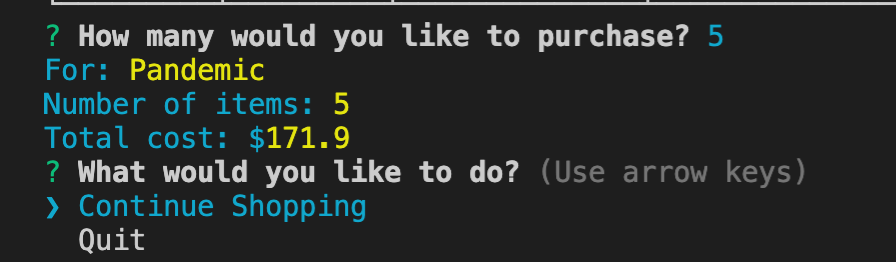 ? How many would you like to purchase? 5
For: Pandemic
Number of items: 5
Total cost: $171.9
? What would you like to do? (Use arrow keys)
❯ Continue Shopping
Quit